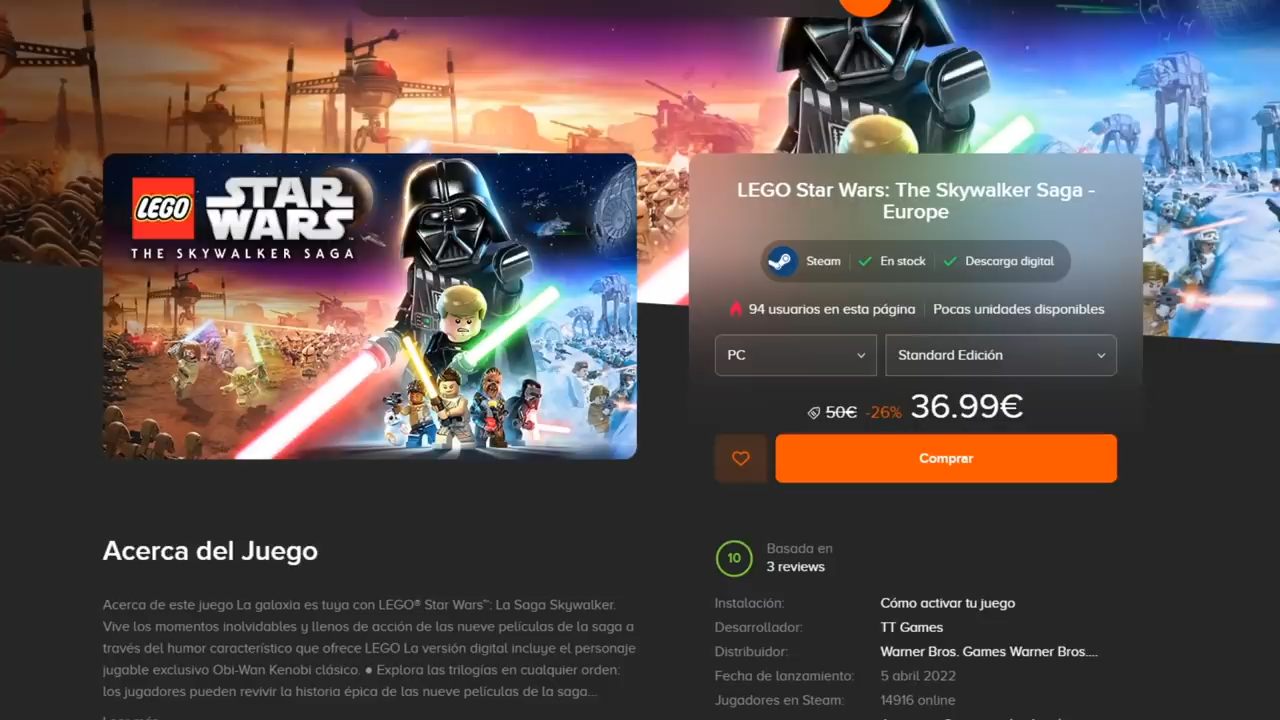 LEGO
STAR
WARS
THE SKYWALKER SAGA
LEGO Star Wars: The Skywalker Saga -
Europe
Steam
En stock
Descarga digital
94 usuarios en esta página
Pocas unidades disponibles
PC
Standard Edición
50€ -26% 36.99€
Comprar
Acerca del Juego
Acerca de este juego La galaxia es tuya con LEGO® Star Wars™: La Saga Skywalker.
Vive los momentos inolvidables y llenos de acción de las nueve películas de la saga a
través del humor característico que ofrece LEGO La versión digital incluye el personaje
jugable exclusivo Obi-Wan Kenobi clásico. ● Explora las trilogías en cualquier orden:
los jugadores pueden revivir la historia épica de las nueve películas de la saga...
10
Basada en
3 reviews
Instalación: Cómo activar tu juego
Desarrollador: TT Games
Distribuidor: Warner Bros. Games Warner Bros....
Fecha de lanzamiento: 5 abril 2022
Jugadores en Steam: 14916 online